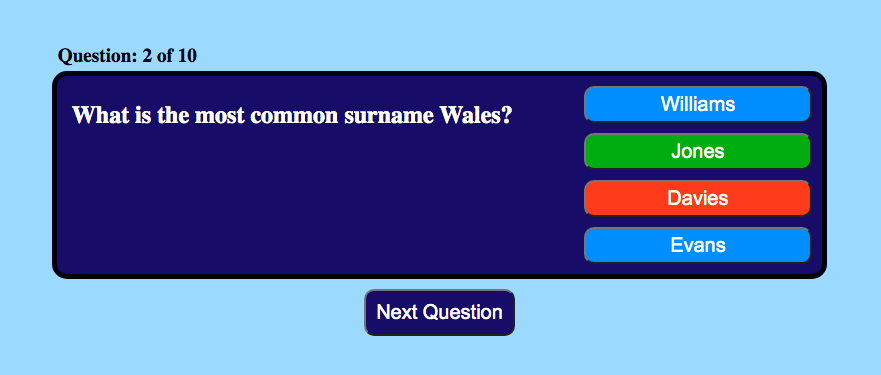 Question: 2 of 10
What is the most common surname Wales?
Williams
Jones
Davies
Evans
Next Question